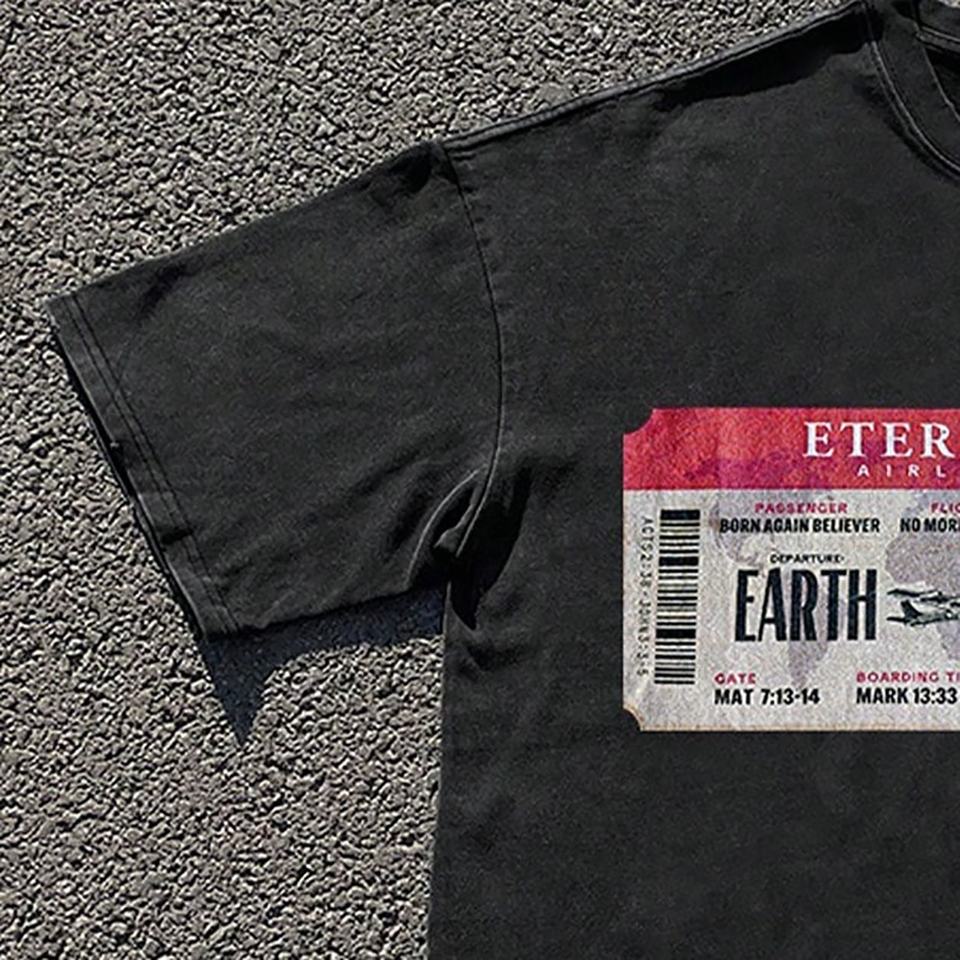 ETER
AIRL
PASSENGER
BORN AGAIN BELIEVER
NO MOR
DEPARTURE:
EARTH
GATE
MAT 7:13-14
BOARDING TI
MARK 13:33